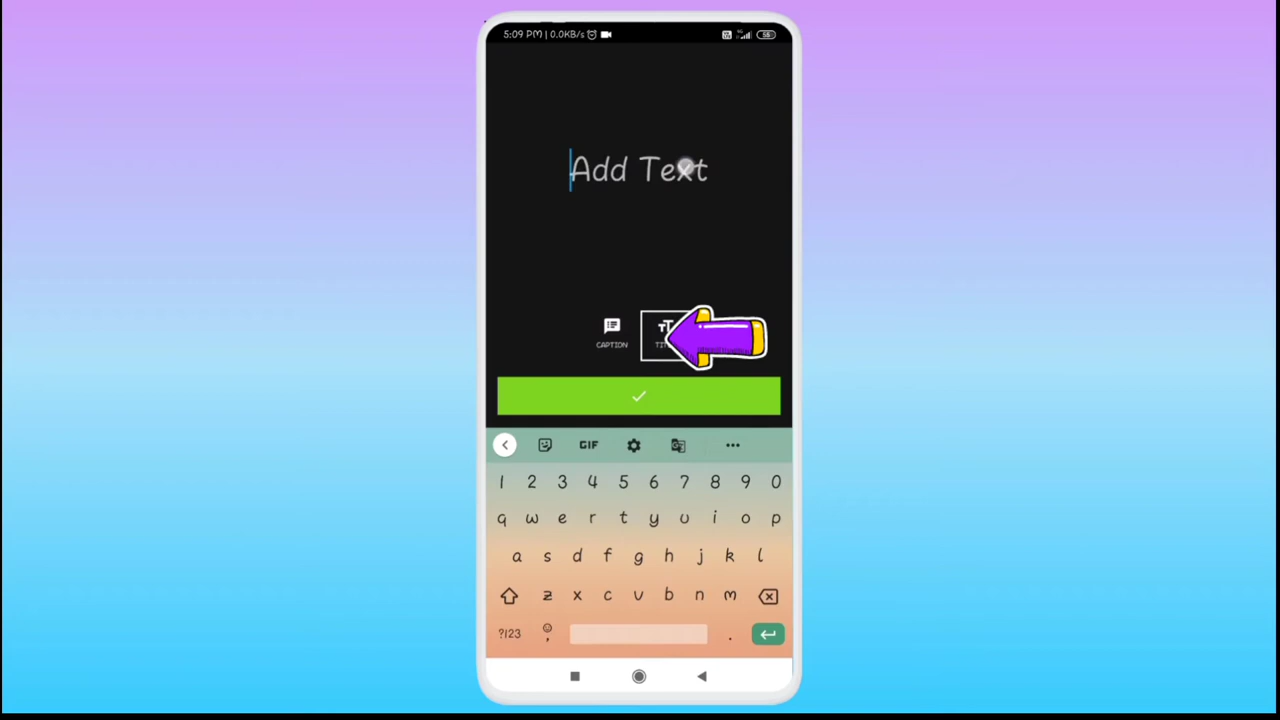 5:09 PM | 0.0KB/s
55
Add Text
CAPTION
GIF
1 2 3 4 5 6 7 8 9 0
q w e r t y u i o p
a s d f g h j k l
z x c v b n m
?123 , .